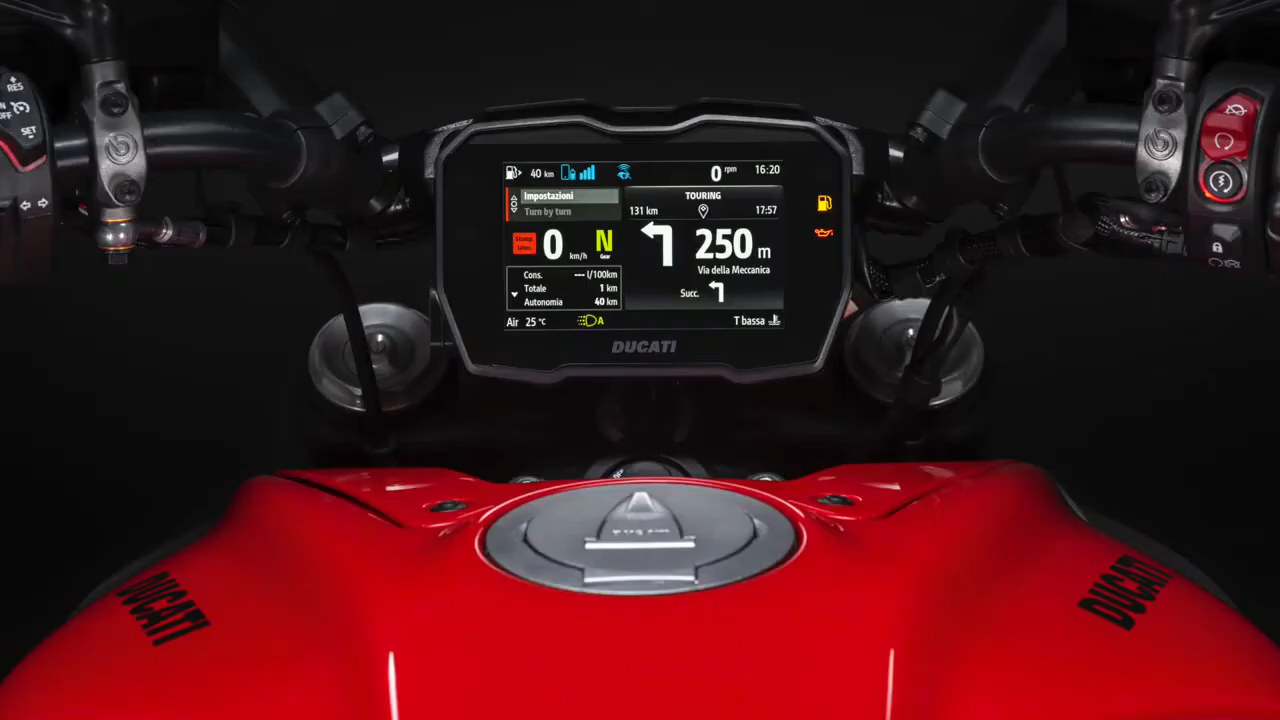 RES
SET
40 km
0 rpm
16:20
Impostazioni
Turn by turn
TOURING
131 km
17:57
0 km/h
N
Gear
250 m
Via della Meccanica
Succ.
Cons. --- l/100km
Totale 1 km
Autonomia 40 km
Air 25 °C
A
T bassa
DUCATI
DUCATI
DUCATI